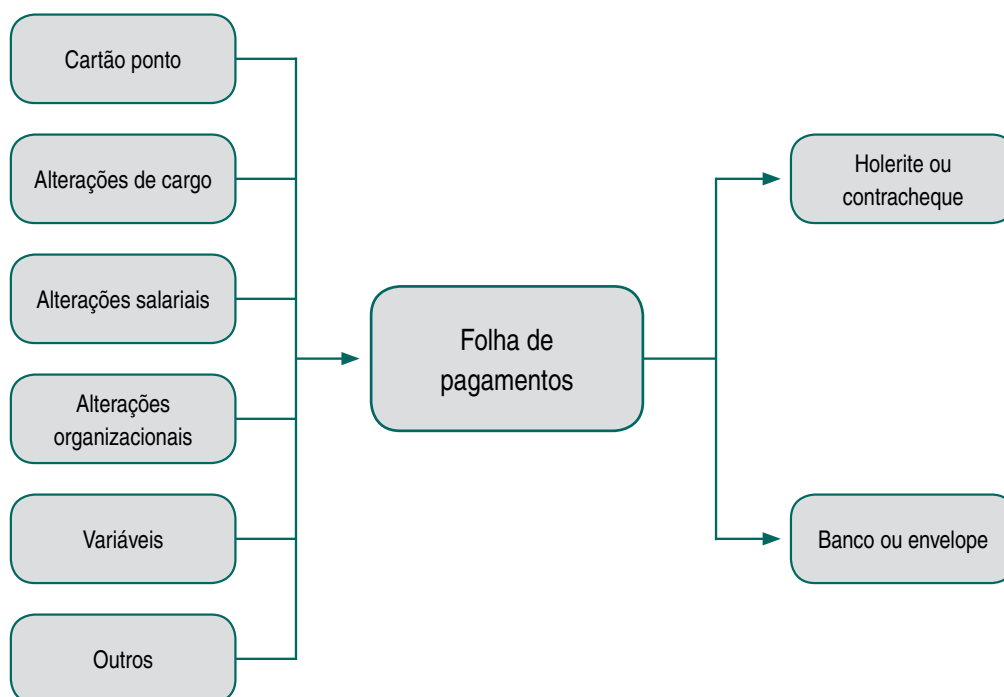 Cartão ponto
Alterações de cargo
Alterações salariais
Alterações
organizacionais
Variáveis
Outros
Folha de
pagamentos
Holerite ou
contracheque
Banco ou envelope